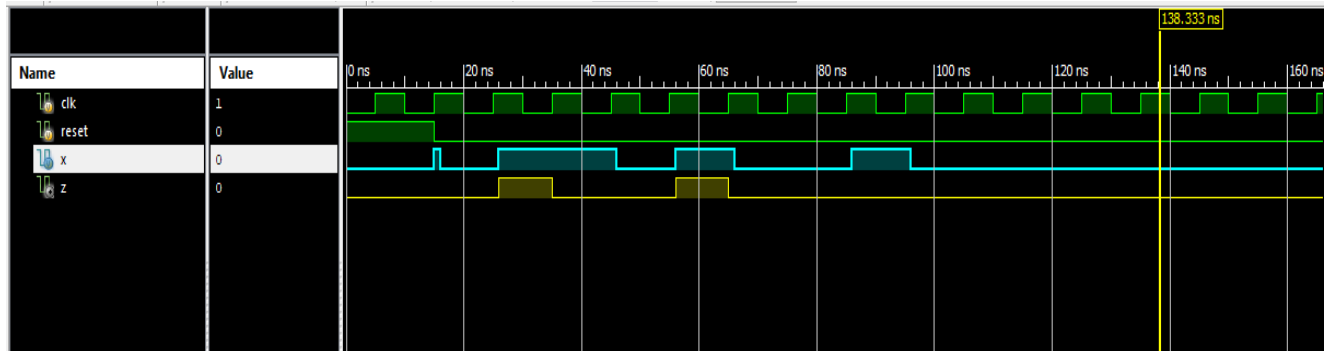 138.333 ns
Name Value
0 ns 20 ns 40 ns 60 ns 80 ns 100 ns 120 ns 140 ns 160 ns
clk 1
reset 0
x 0
z 0